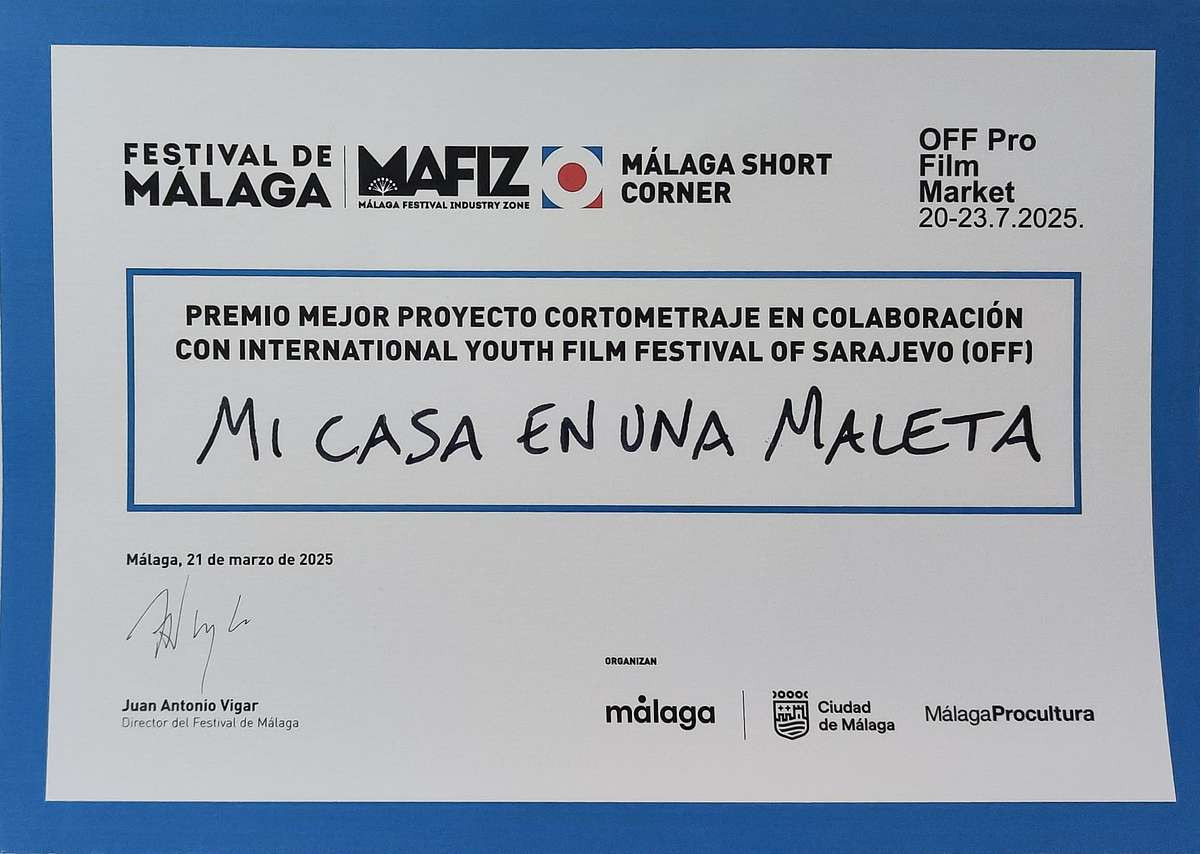 FESTIVAL DE
MÁLAGA
MAFIZ
MÁLAGA FESTIVAL INDUSTRY ZONE
MÁLAGA SHORT
CORNER
OFF Pro
Film
Market
20-23.7.2025.
PREMIO MEJOR PROYECTO CORTOMETRAJE EN COLABORACIÓN
CON INTERNATIONAL YOUTH FILM FESTIVAL OF SARAJEVO (OFF)
MI CASA EN UNA MALETA
Málaga, 21 de marzo de 2025
Juan Antonio Vigar
Director del Festival de Málaga
ORGANIZAN
málaga
Ciudad
de Málaga
MálagaProcultura